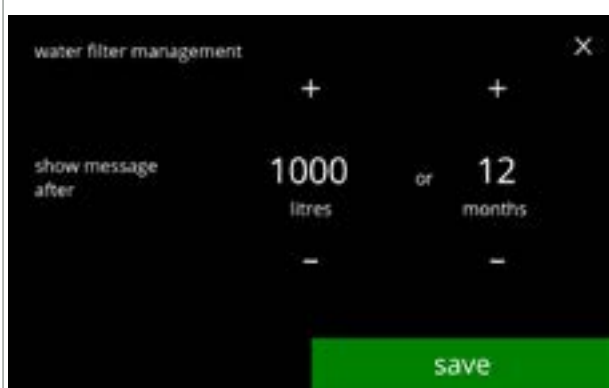 water filter management
×
+ +
show message
after
1000 or 12
litres months
- -
save